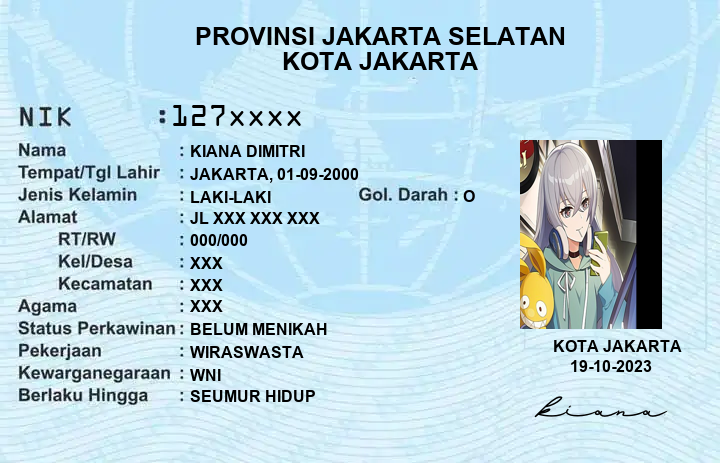 PROVINSI JAKARTA SELATAN
KOTA JAKARTA
NIK :127xxxx
Nama : KIANA DIMITRI
Tempat/Tgl Lahir : JAKARTA, 01-09-2000
Jenis Kelamin : LAKI-LAKI Gol. Darah : O
Alamat : JL XXX XXX XXX
RT/RW : 000/000
Kel/Desa : XXX
Kecamatan : XXX
Agama : XXX
Status Perkawinan : BELUM MENIKAH
Pekerjaan : WIRASWASTA
Kewarganegaraan : WNI
Berlaku Hingga : SEUMUR HIDUP
KOTA JAKARTA
19-10-2023
kiana